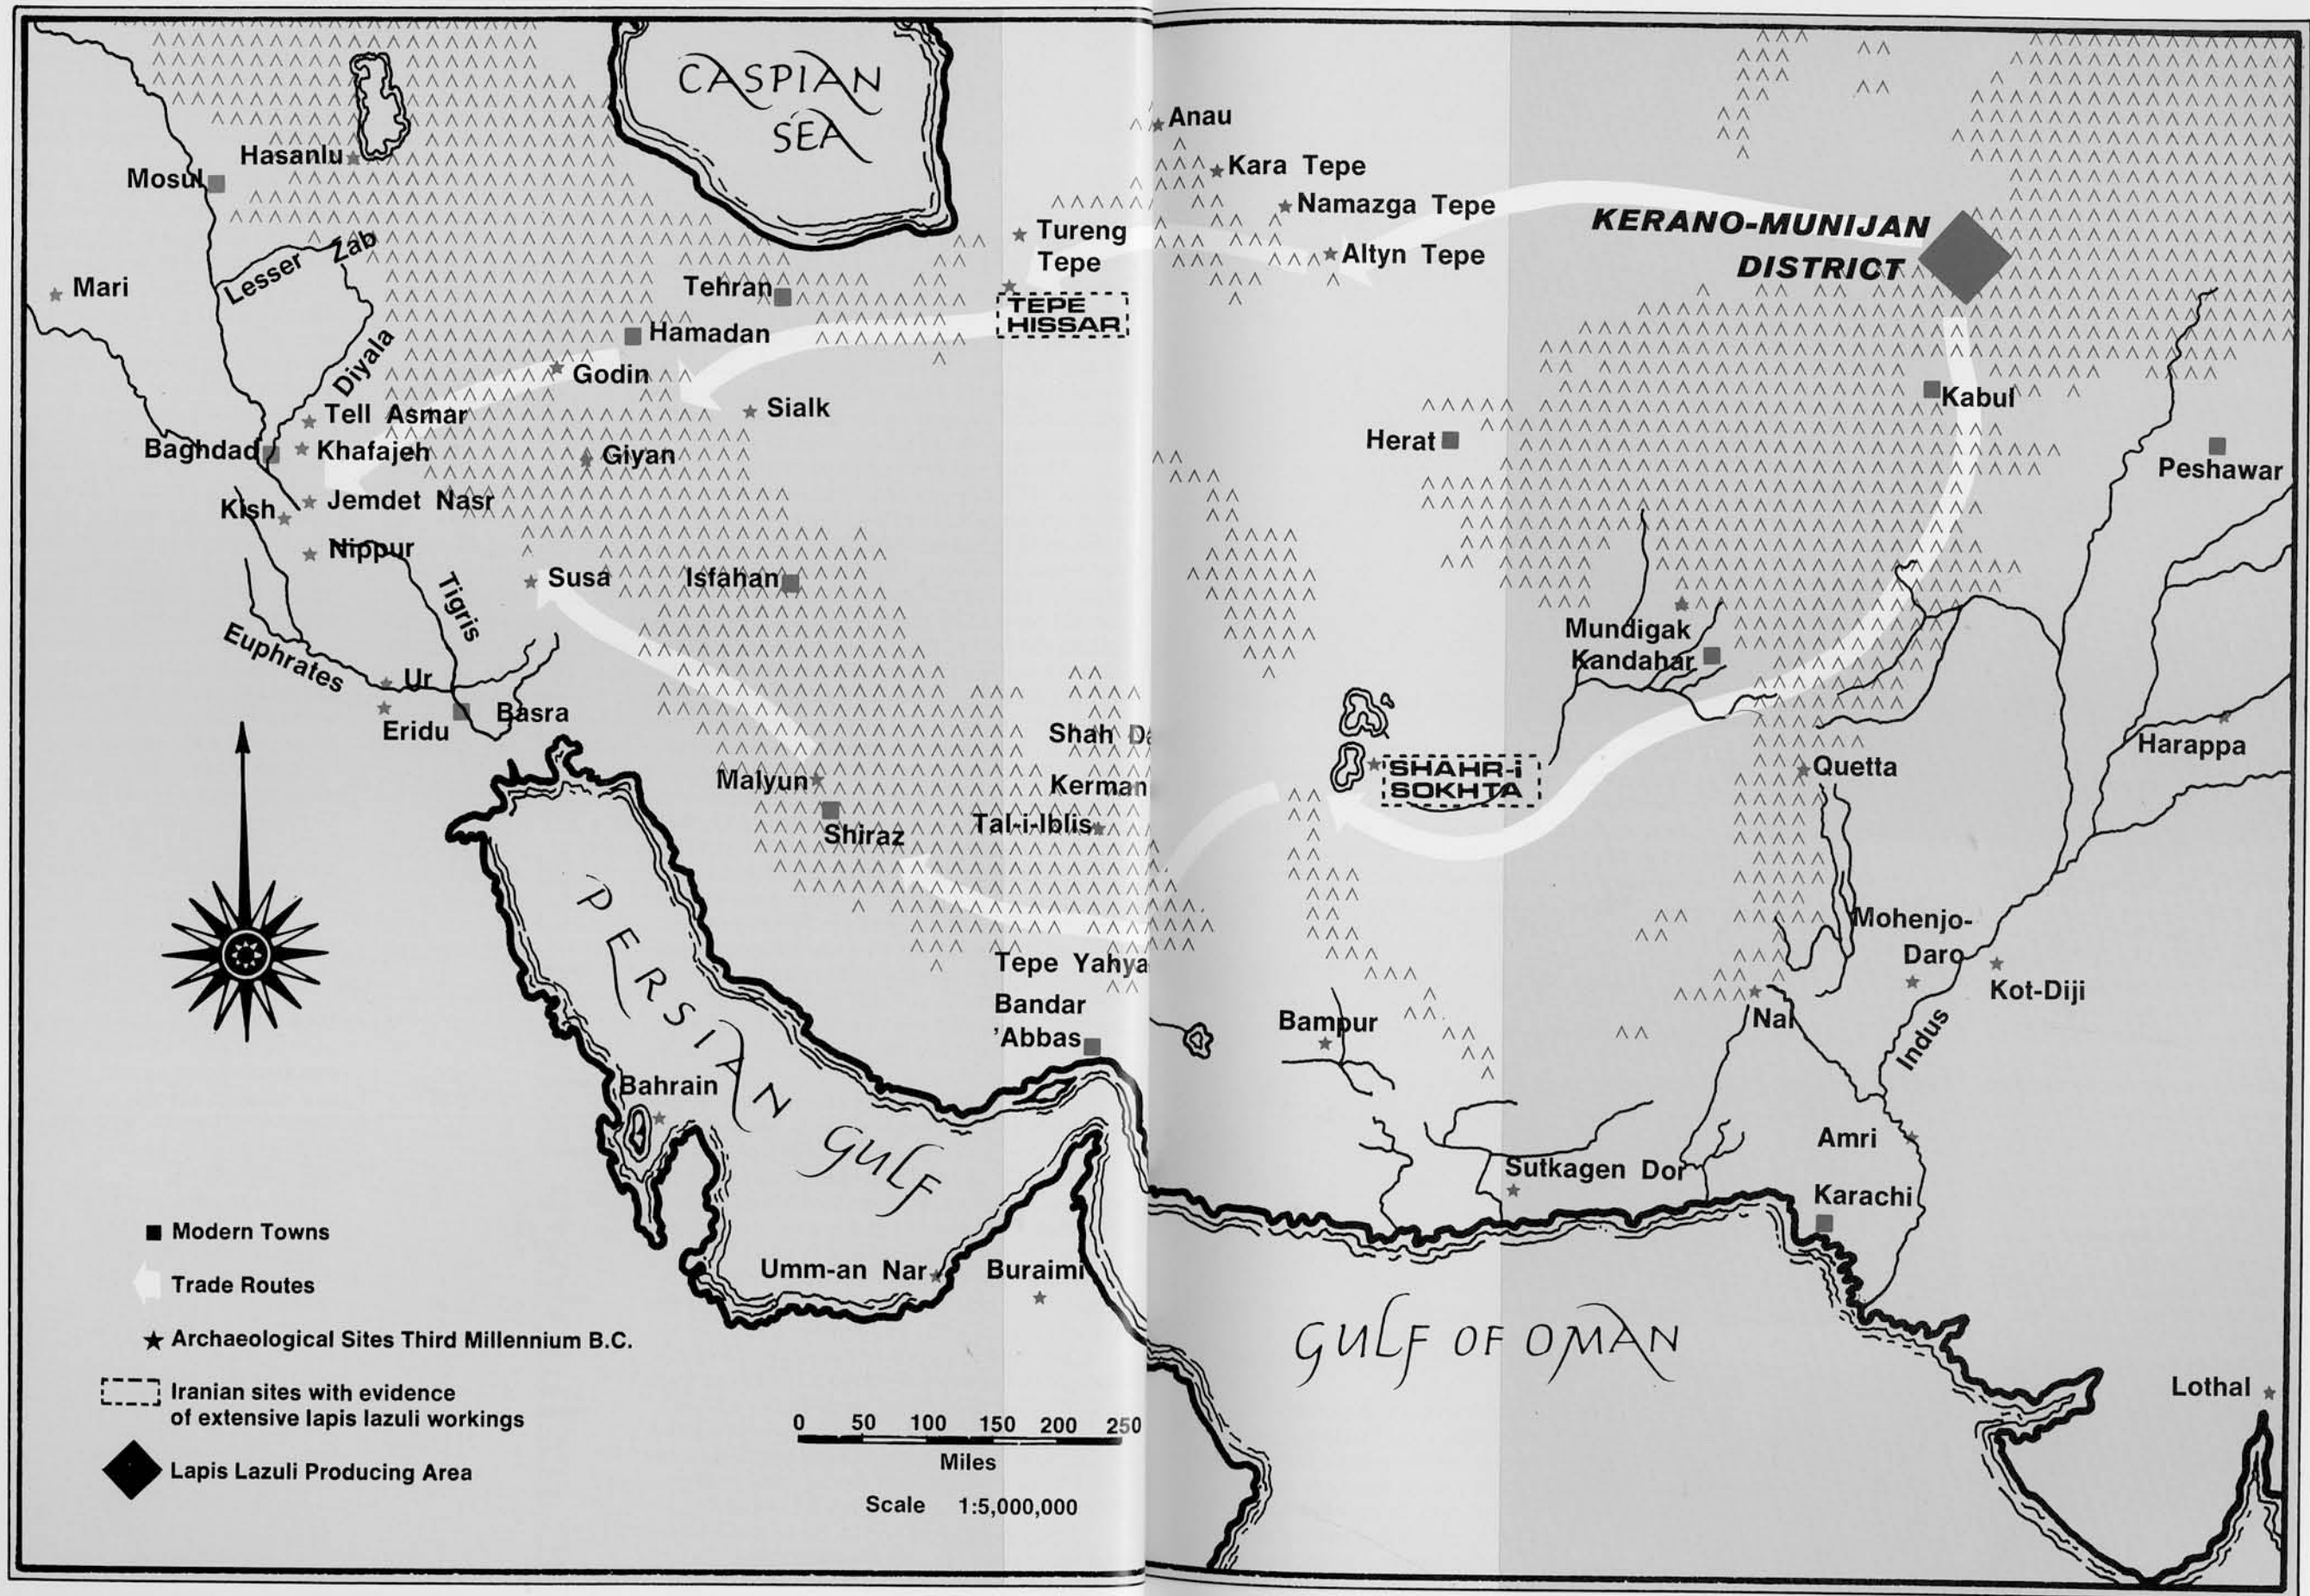 CASPIAN
SEA
Anau
Kara Tepe
Hasanlu
Mosul
Namazga Tepe
KERANO-MUNIJAN
DISTRICT
Tureng
Tepe
Altyn Tepe
Lesser Zab
Mari
Tehran
TEPE
HISSAR
Hamadan
Diyala
Godin
Kabul
Sialk
Tell Asmar
Herat
Baghdad
Khafajeh
Giyan
Peshawar
Jemdet Nasr
Kish
Nippur
Susa
Isfahan
Tigris
Mundigak
Kandahar
Euphrates
Ur
Basra
Eridu
Shah Da
Harappa
Malyun
Kerman
SHAHR-i
SOKHTA
Quetta
Tal-i-Iblis
Shiraz
PERSIAN GULF
Mohenjo-
Daro
Tepe Yahya
Kot-Diji
Bandar
'Abbas
Bampur
Nal
Indus
Bahrain
Amri
Sutkagen Dor
Karachi
Umm-an Nar
Buraimi
GULF OF OMAN
Lothal
Modern Towns
Trade Routes
Archaeological Sites Third Millennium B.C.
Iranian sites with evidence
of extensive lapis lazuli workings
Lapis Lazuli Producing Area
0 50 100 150 200 250
Miles
Scale 1:5,000,000